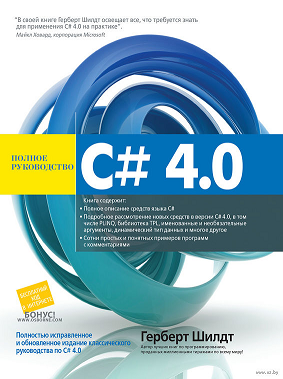 "В своей книге Герберт Шилдт освещает все, что требуется знать
для применения C# 4.0 на практике".
Майкл Ховард, корпорация Microsoft
ПОЛНОЕ
РУКОВОДСТВО
C# 4.0
Книга содержит:
• Полное описание средств языка C#
• Подробное рассмотрение новых средств в версии C# 4.0, в том
числе PLINQ, библиотека TPL, именованные и необязательные
аргументы, динамический тип данных и многое другое
• Сотни простых и понятных примеров программ
с комментариями
БЕСПЛАТНЫЙ
КОД
В ИНТЕРНЕТЕ
БОНУС!
WWW.OSBORNE.COM
Полностью исправленное
и обновленное издание классического
руководства по C# 4.0
Герберт Шилдт
Автор лучших книг по программированию,
проданных миллионными тиражами по всему миру!
www.oz.by